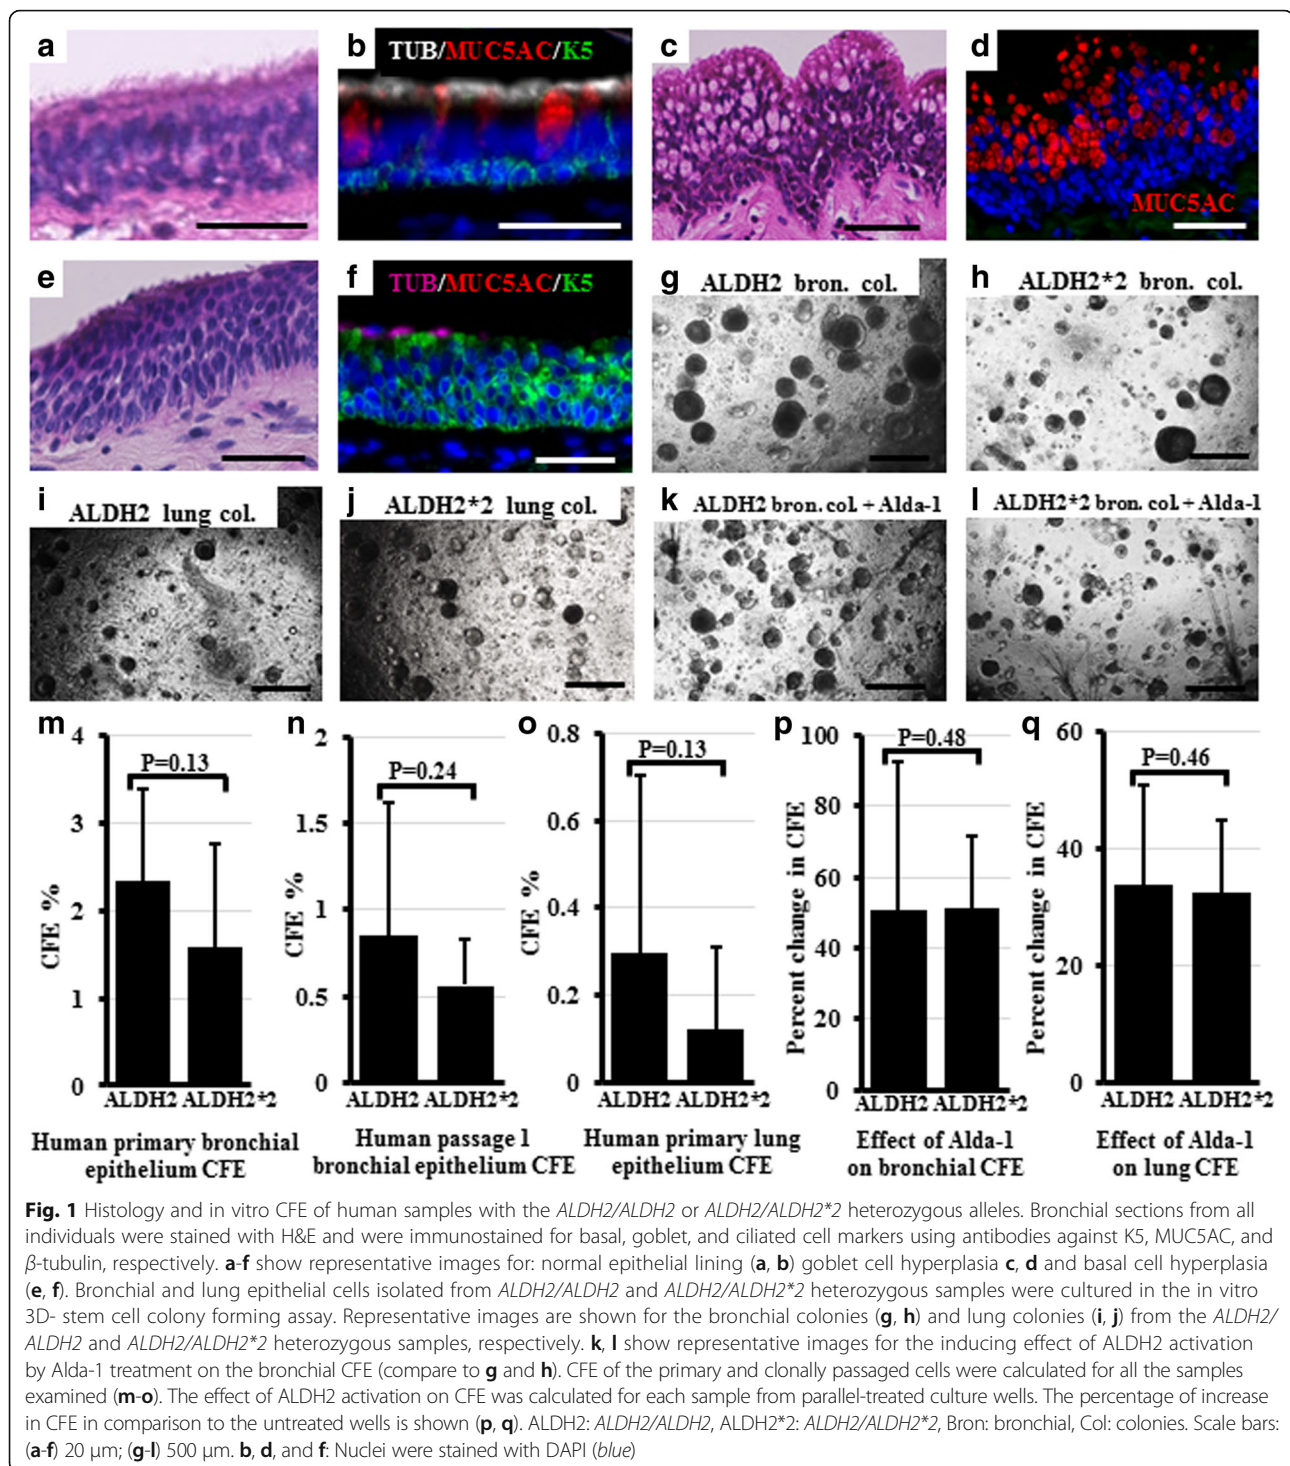 a
b TUB/MUC5AC/K5
c
d
MUC5AC
e
f TUB/MUC5AC/K5
g ALDH2 bron. col.
h ALDH2*2 bron. col.
i ALDH2 lung col.
j ALDH2*2 lung col.
k ALDH2 bron. col. + Alda-1
l ALDH2*2 bron. col. + Alda-1
m
4
3
2
1
0
CFE %
P=0.13
ALDH2 ALDH2*2
Human primary bronchial
epithelium CFE
n
2
1.5
1
0.5
0
CFE %
P=0.24
ALDH2 ALDH2*2
Human passage 1
bronchial epithelium CFE
o
0.8
0.6
0.4
0.2
0
CFE %
P=0.13
ALDH2 ALDH2*2
Human primary lung
epithelium CFE
p
100
80
60
40
20
0
Percent change in CFE
P=0.48
ALDH2 ALDH2*2
Effect of Alda-1
on bronchial CFE
q
60
40
20
0
Percent change in CFE
P=0.46
ALDH2 ALDH2*2
Effect of Alda-1
on lung CFE
Fig. 1 Histology and in vitro CFE of human samples with the ALDH2/ALDH2 or ALDH2/ALDH2*2 heterozygous alleles. Bronchial sections from all
individuals were stained with H&E and were immunostained for basal, goblet, and ciliated cell markers using antibodies against K5, MUC5AC, and
β-tubulin, respectively. a-f show representative images for: normal epithelial lining (a, b) goblet cell hyperplasia c, d and basal cell hyperplasia
(e, f). Bronchial and lung epithelial cells isolated from ALDH2/ALDH2 and ALDH2/ALDH2*2 heterozygous samples were cultured in the in vitro
3D- stem cell colony forming assay. Representative images are shown for the bronchial colonies (g, h) and lung colonies (i, j) from the ALDH2/
ALDH2 and ALDH2/ALDH2*2 heterozygous samples, respectively. k, l show representative images for the inducing effect of ALDH2 activation
by Alda-1 treatment on the bronchial CFE (compare to g and h). CFE of the primary and clonally passaged cells were calculated for all the samples
examined (m-o). The effect of ALDH2 activation on CFE was calculated for each sample from parallel-treated culture wells. The percentage of increase
in CFE in comparison to the untreated wells is shown (p, q). ALDH2: ALDH2/ALDH2, ALDH2*2: ALDH2/ALDH2*2, Bron: bronchial, Col: colonies. Scale bars:
(a-f) 20 μm; (g-l) 500 μm. b, d, and f: Nuclei were stained with DAPI (blue)